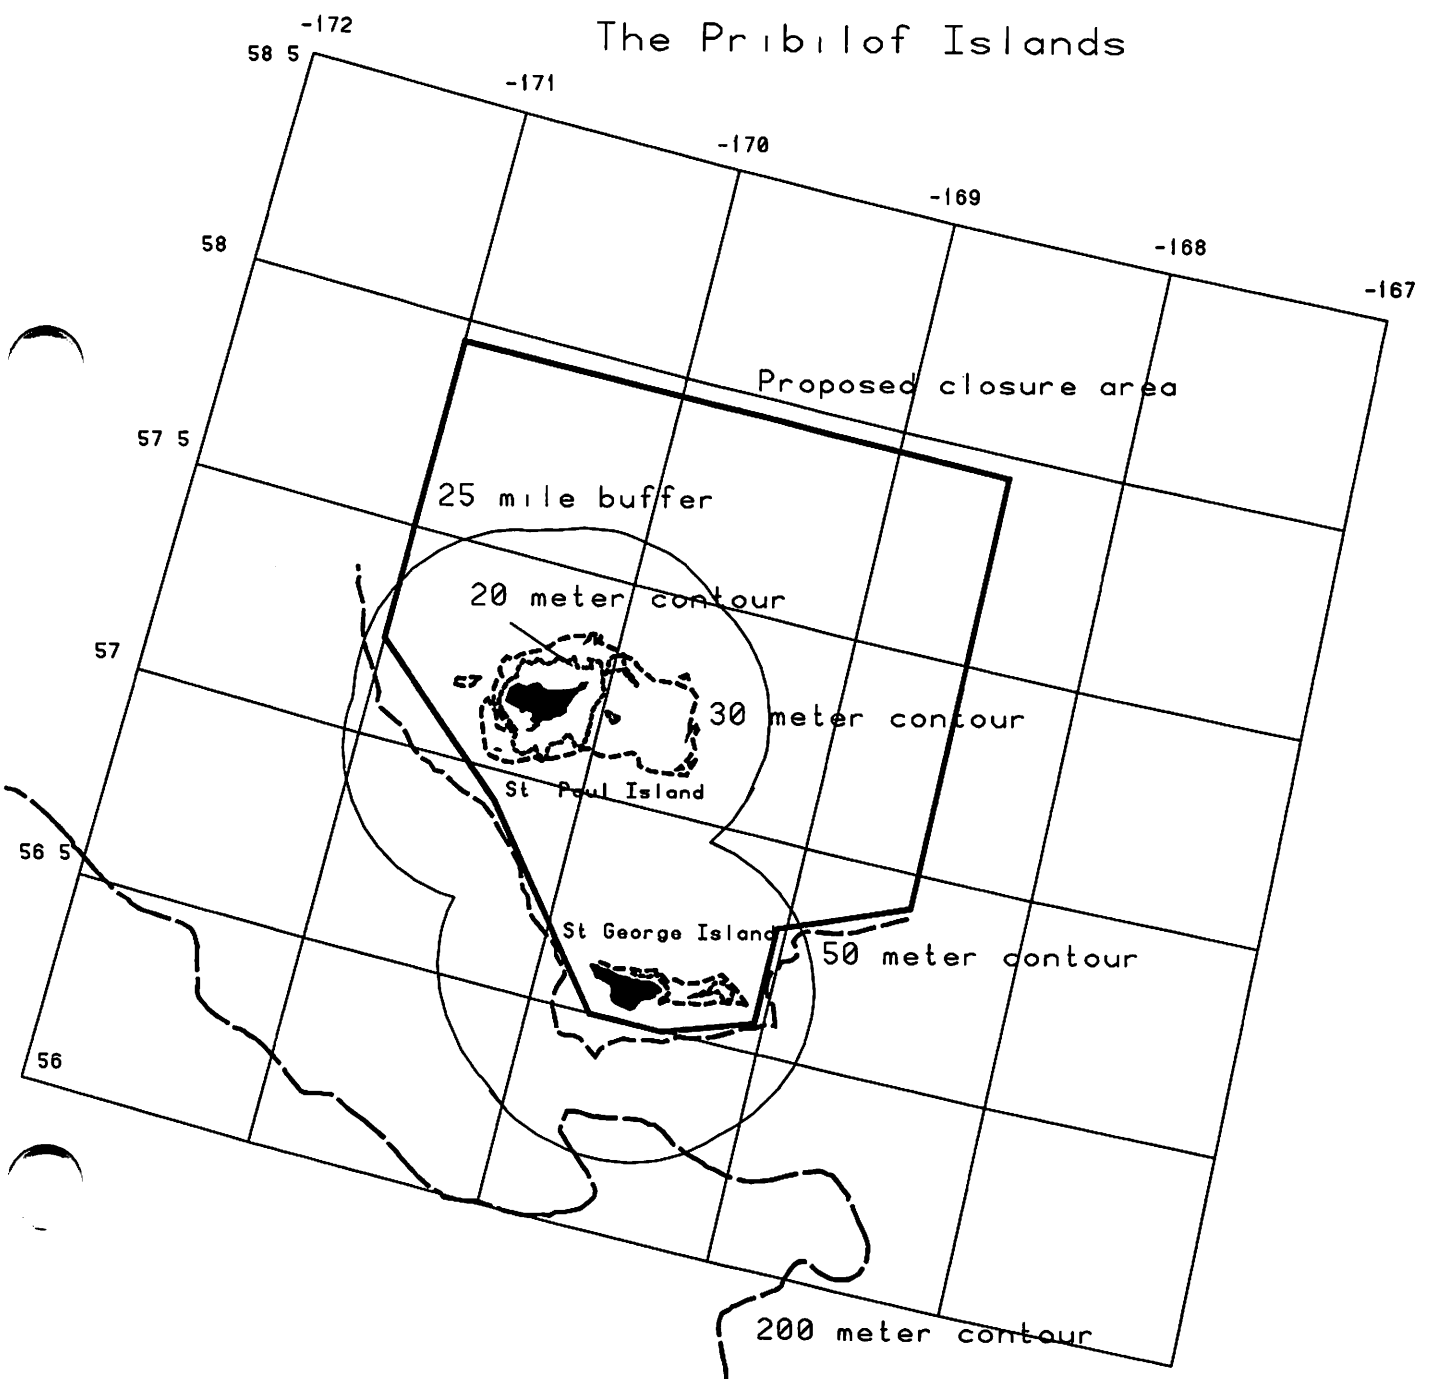 The Pribilof Islands
-172
58 5
-171
-170
-169
58
-168
-167
Proposed closure area
57 5
25 mile buffer
20 meter contour
57
30 meter contour
St Paul Island
56 5
St George Island
50 meter contour
56
200 meter contour